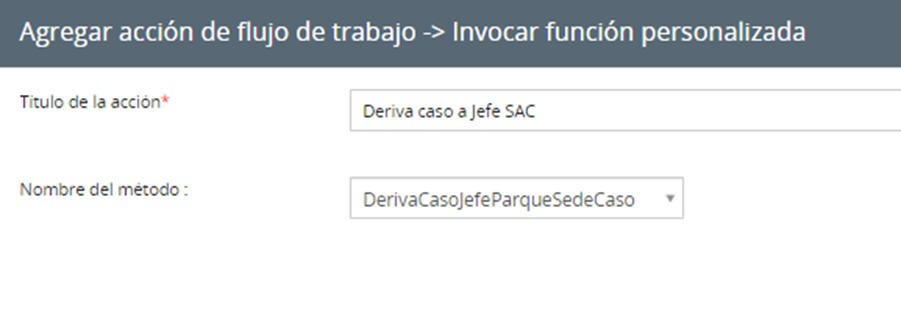 Agregar acción de flujo de trabajo -> Invocar función personalizada
Título de la acción*
Deriva caso a Jefe SAC
Nombre del método :
DerivaCasoJefeParqueSedeCaso